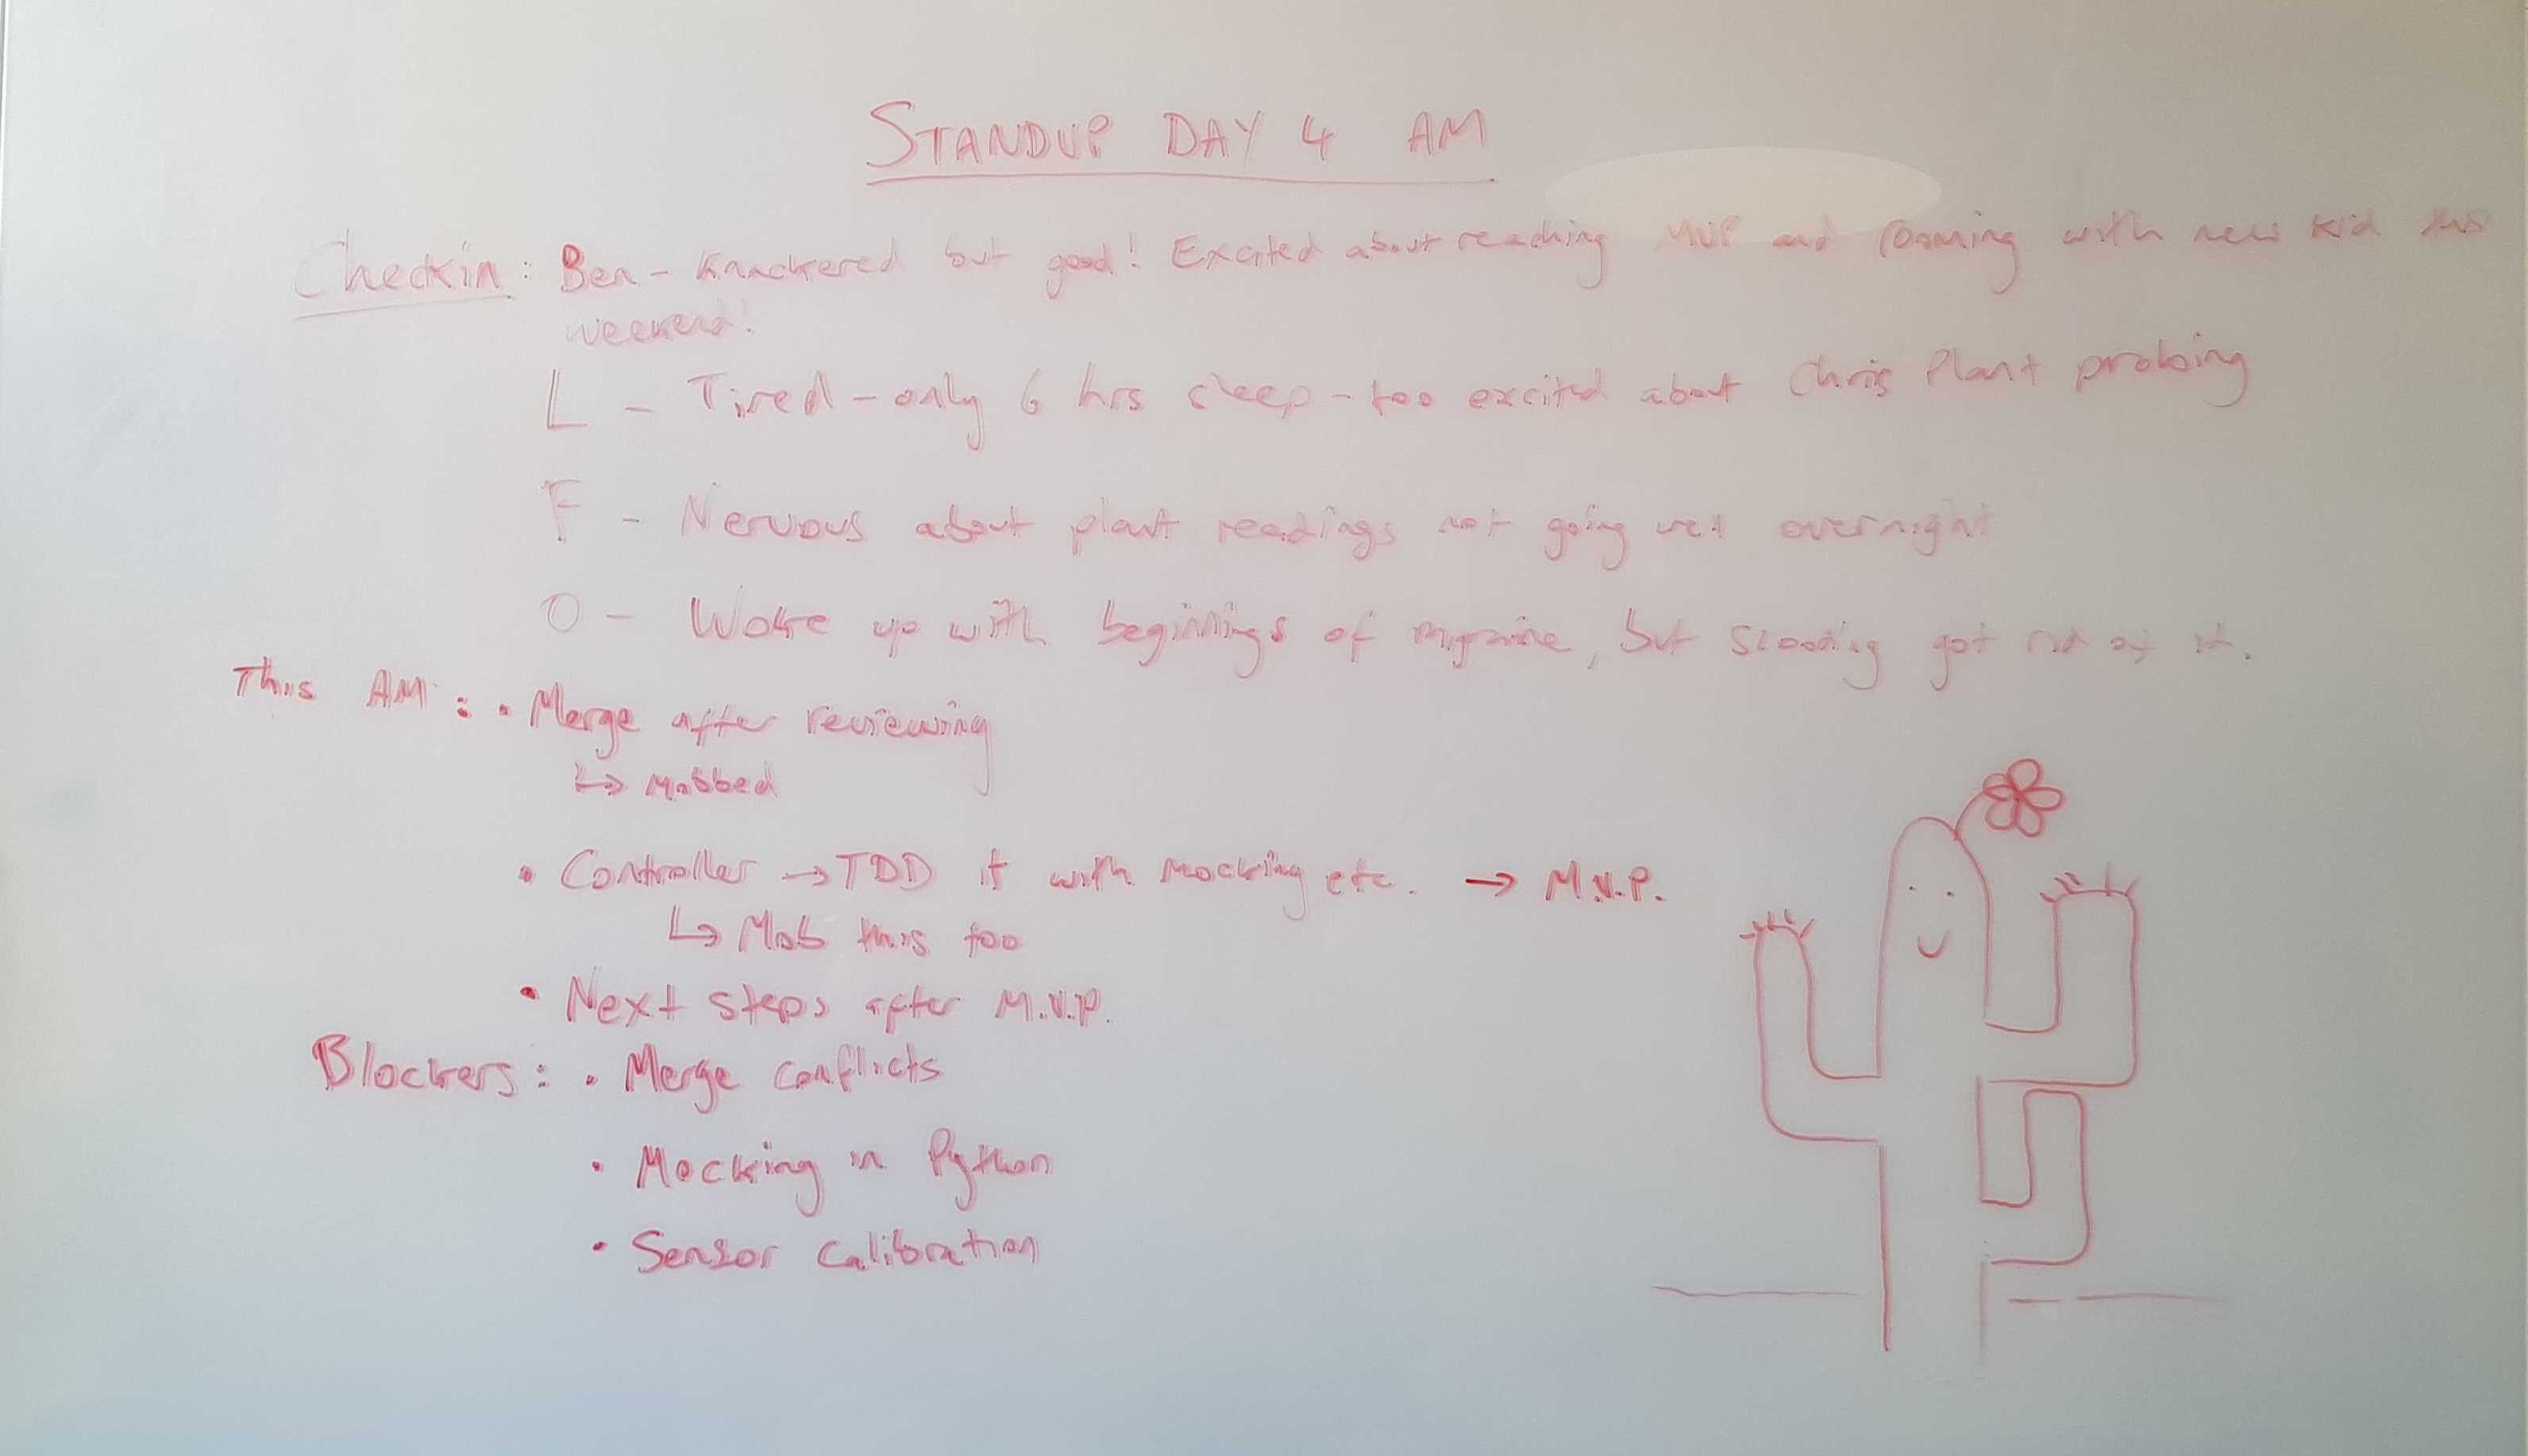 STANDUP DAY 4 AM
Checkin: Ben - Knackered but good! Excited about reaching MVP and roaming with new kid this
weekend!
L - Tired - only 6 hrs sleep - too excited about Chris Plant probing
F - Nervous about plant readings not going well overnight
O - Woke up with beginnings of migraine, but snoozing got rid of it.
This AM: • Merge after reviewing
↳ Mobbed
• Controller → TDD it with mocking etc. → M.V.P.
↳ Mob this too
• Next steps after M.V.P.
Blockers: • Merge conflicts
• Mocking in Python
• Sensor calibration